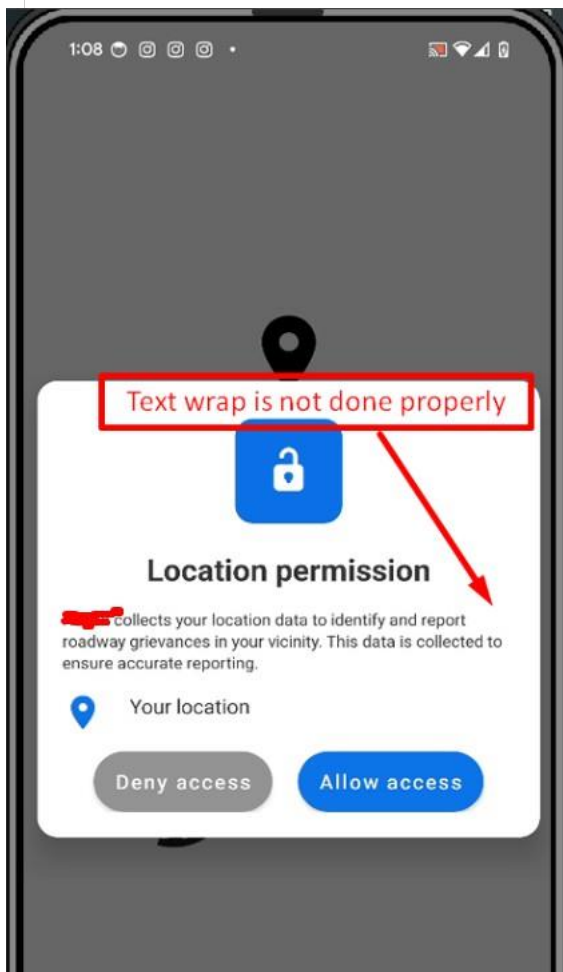 1:08
Text wrap is not done properly
Location permission
collects your location data to identify and report
roadway grievances in your vicinity. This data is collected to
ensure accurate reporting.
Your location
Deny access
Allow access